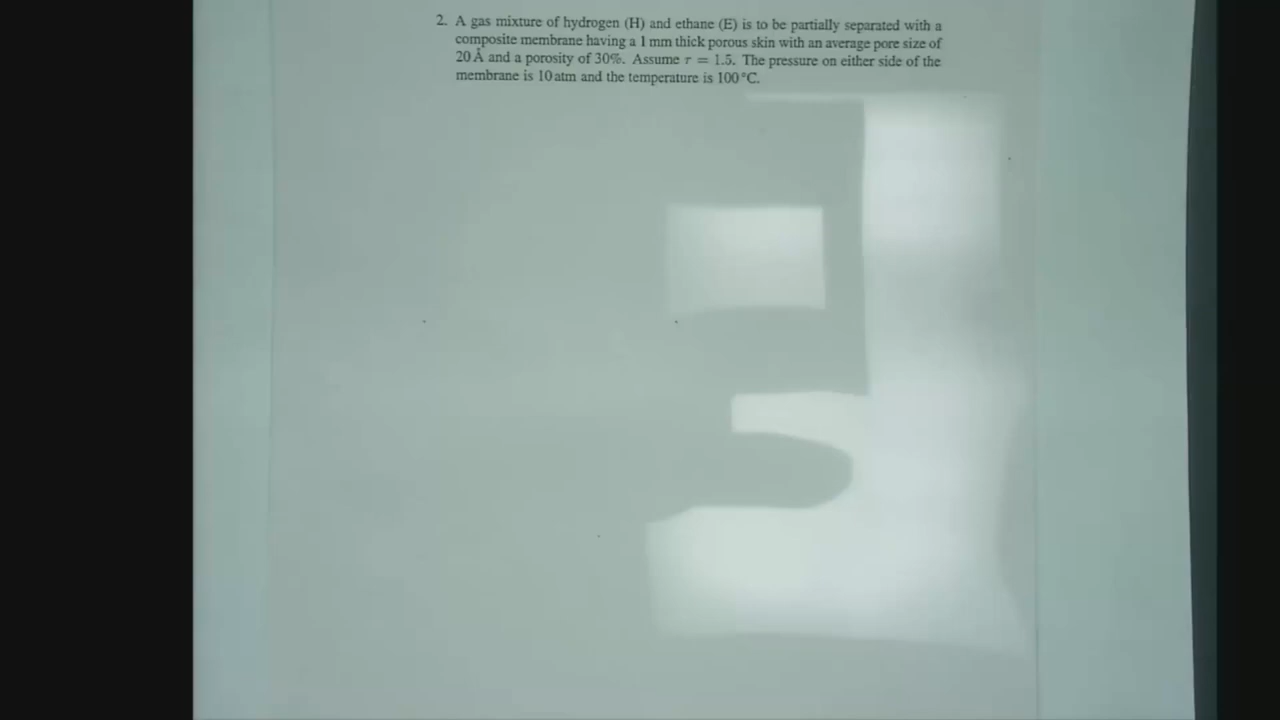 2. A gas mixture of hydrogen (H) and ethane (E) is to be partially separated with a
composite membrane having a 1 mm thick porous skin with an average pore size of
20 Å and a porosity of 30%. Assume τ = 1.5. The pressure on either side of the
membrane is 10 atm and the temperature is 100 °C.